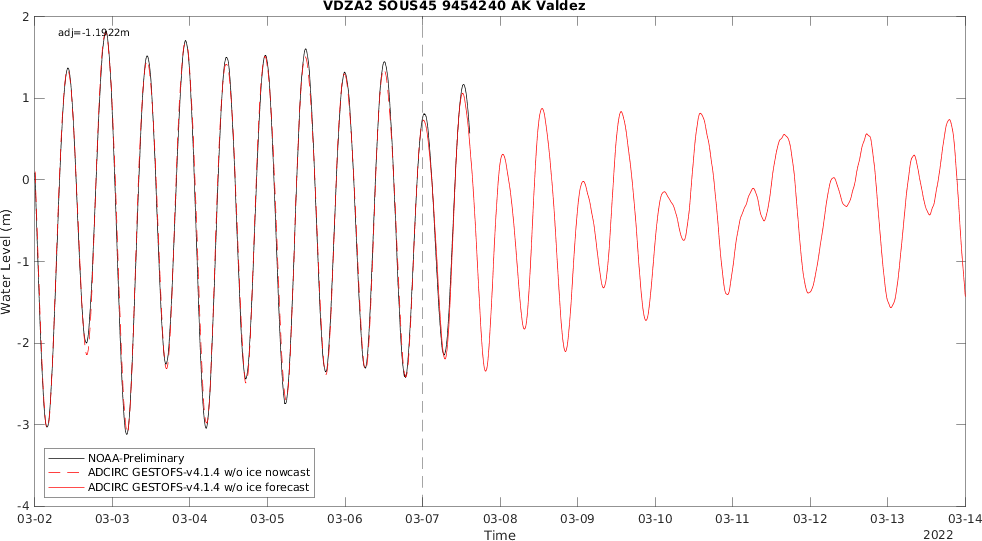 VDZA2 SOUS45 9454240 AK Valdez
adj=-1.1922m
2
1
0
-1
-2
-3
-4
Water Level (m)
NOAA-Preliminary
ADCIRC GESTOFS-v4.1.4 w/o ice nowcast
ADCIRC GESTOFS-v4.1.4 w/o ice forecast
03-02 03-03 03-04 03-05 03-06 03-07 03-08 03-09 03-10 03-11 03-12 03-13 03-14
Time
2022